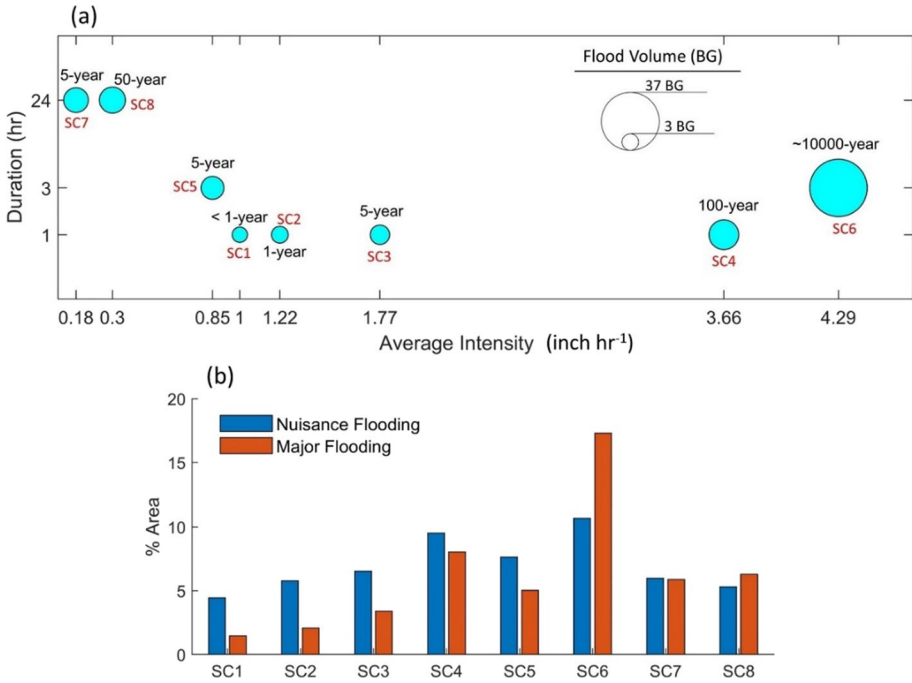 (a)
Flood Volume (BG)
37 BG
3 BG
5-year
50-year
SC7
SC8
5-year
SC5
< 1-year
SC2
SC1
1-year
5-year
SC3
100-year
SC4
~10000-year
SC6
Duration (hr)
24
3
1
0.18 0.3 0.85 1 1.22 1.77 3.66 4.29
Average Intensity (inch hr⁻¹)
(b)
Nuisance Flooding
Major Flooding
% Area
20
15
10
5
0
SC1 SC2 SC3 SC4 SC5 SC6 SC7 SC8